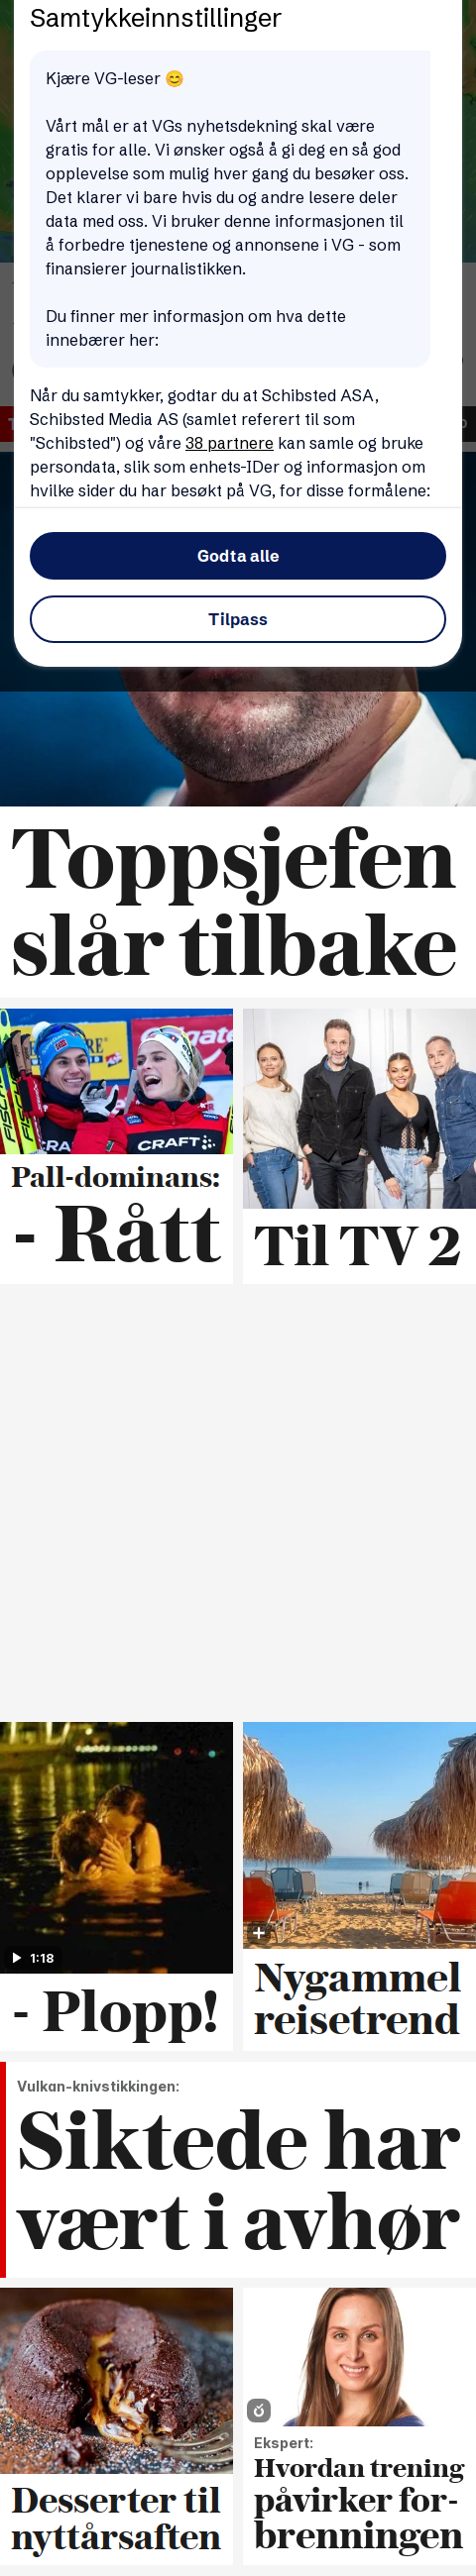 Samtykkeinnstillinger
Kjære VG-leser 😊
Vårt mål er at VGs nyhetsdekning skal være
gratis for alle. Vi ønsker også å gi deg en så god
opplevelse som mulig hver gang du besøker oss.
Det klarer vi bare hvis du og andre lesere deler
data med oss. Vi bruker denne informasjonen til
å forbedre tjenestene og annonsene i VG - som
finansierer journalistikken.
Du finner mer informasjon om hva dette
innebærer her:
Når du samtykker, godtar du at Schibsted ASA,
Schibsted Media AS (samlet referert til som
"Schibsted") og våre 38 partnere kan samle og bruke
persondata, slik som enhets-IDer og informasjon om
hvilke sider du har besøkt på VG, for disse formålene:
Godta alle
Tilpass
Toppsjefen
slår tilbake
FISCHER
CRAFT
Pall-dominans:
- Rått
Til TV 2
1:18
- Plopp!
Nygammel
reisetrend
Vulkan-knivstikkingen:
Siktede har
vært i avhør
Desserter til
nyttårsaften
Ekspert:
Hvordan trening
påvirker for-
brenningen